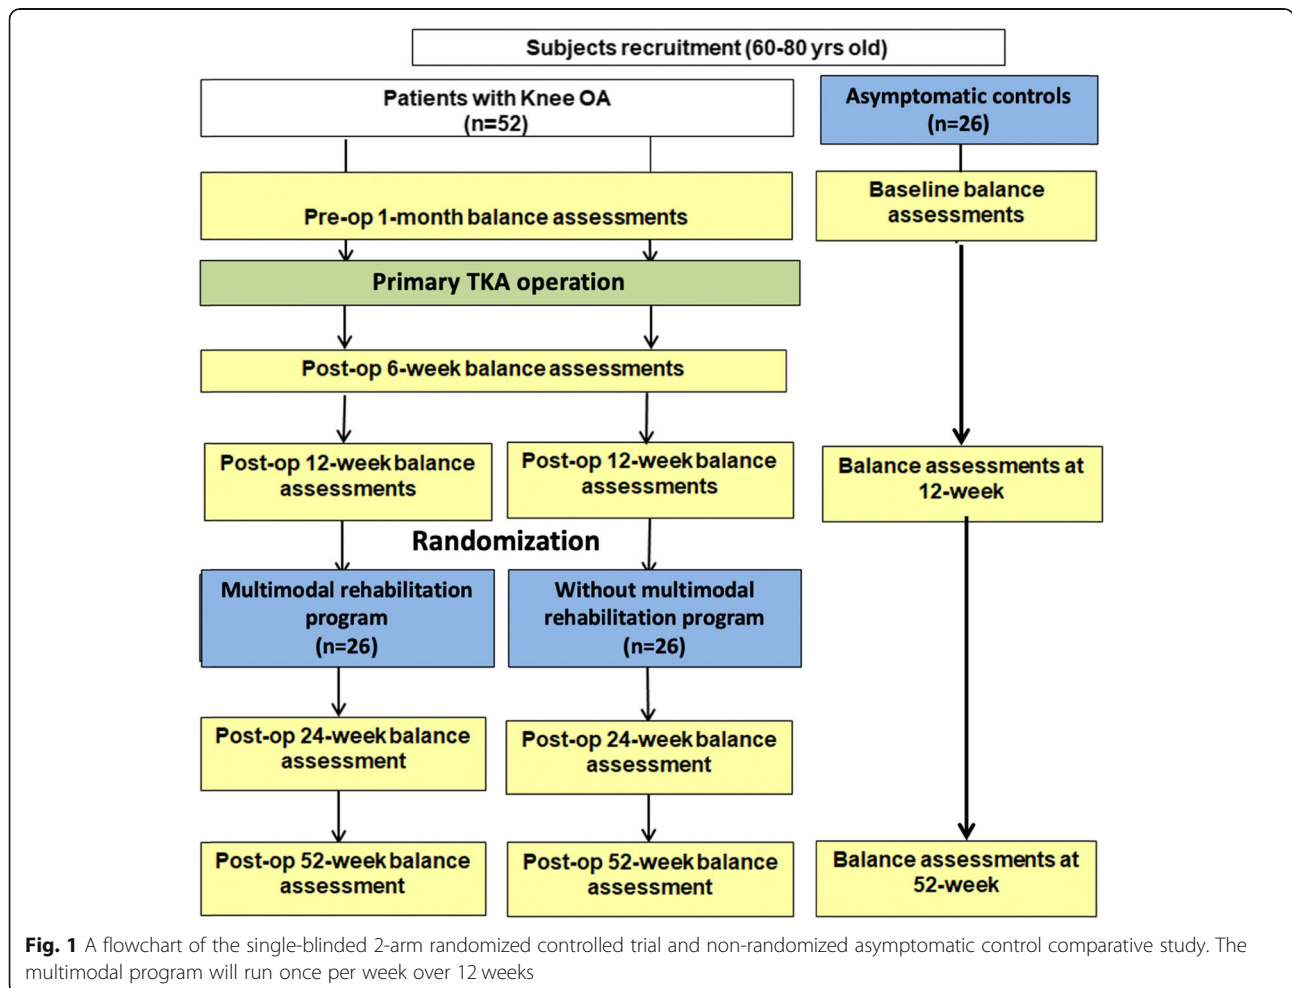 Subjects recruitment (60-80 yrs old)
Patients with Knee OA
(n=52)
Asymptomatic controls
(n=26)
Pre-op 1-month balance assessments
Baseline balance
assessments
Primary TKA operation
Post-op 6-week balance assessments
Post-op 12-week balance
assessments
Post-op 12-week balance
assessments
Balance assessments at
12-week
Randomization
Multimodal rehabilitation
program
(n=26)
Without multimodal
rehabilitation program
(n=26)
Post-op 24-week balance
assessment
Post-op 24-week balance
assessment
Post-op 52-week balance
assessment
Post-op 52-week balance
assessment
Balance assessments at
52-week
Fig. 1 A flowchart of the single-blinded 2-arm randomized controlled trial and non-randomized asymptomatic control comparative study. The
multimodal program will run once per week over 12 weeks